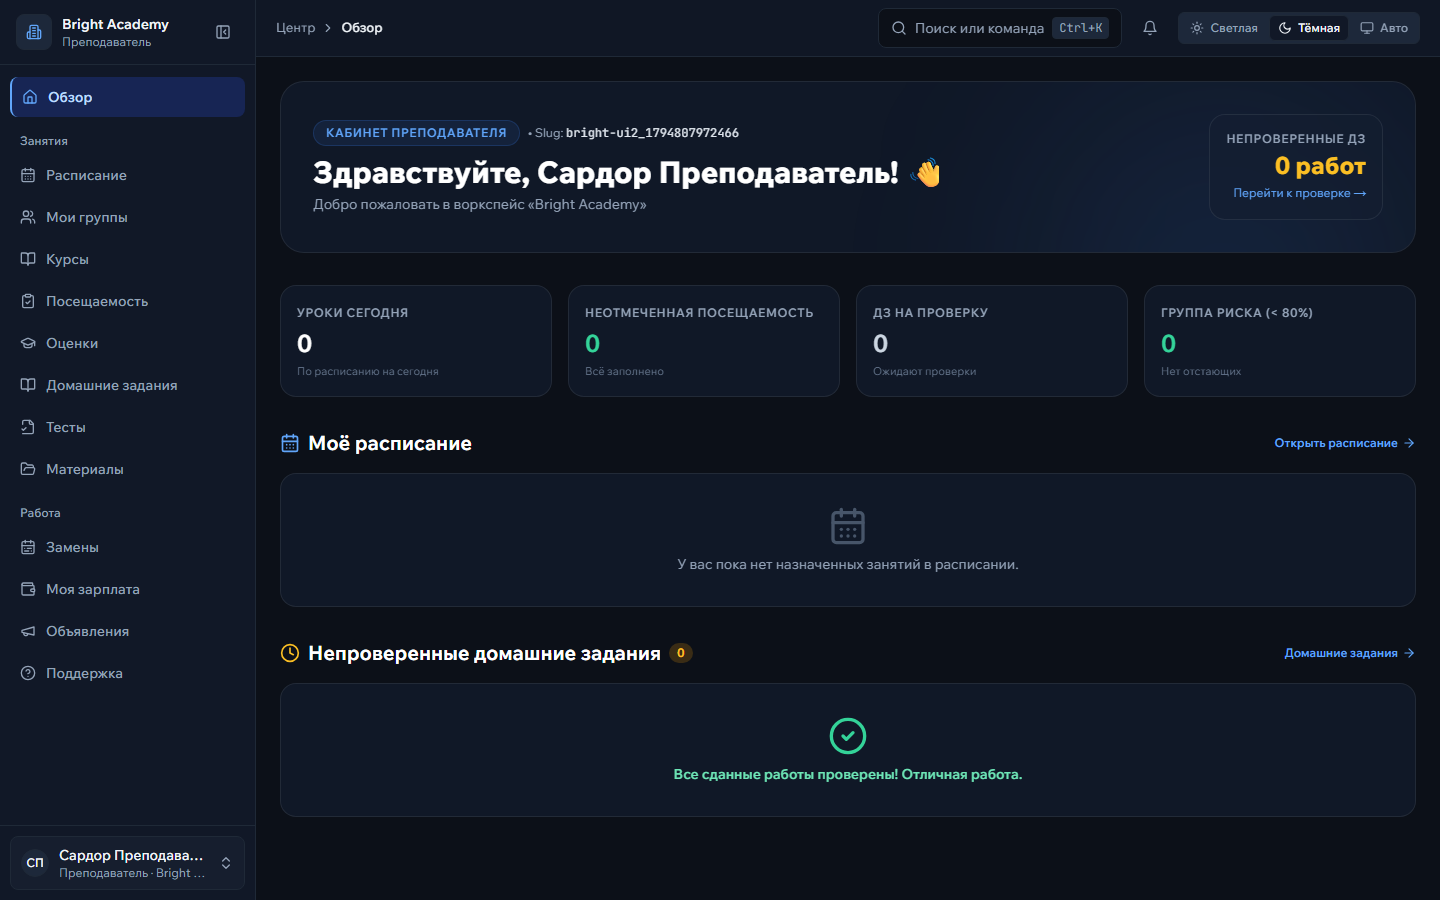 Bright Academy
Преподаватель
Обзор
Занятия
Расписание
Мои группы
Курсы
Посещаемость
Оценки
Домашние задания
Тесты
Материалы
Работа
Замены
Моя зарплата
Объявления
Поддержка
СП
Сардор Преподава...
Преподаватель · Bright ...
Центр > Обзор
Поиск или команда Ctrl+K
Светлая
Тёмная
Авто
КАБИНЕТ ПРЕПОДАВАТЕЛЯ • Slug: bright-ui2_1794807972466
Здравствуйте, Сардор Преподаватель! 👋
Добро пожаловать в воркспейс «Bright Academy»
НЕПРОВЕРЕННЫЕ ДЗ
0 работ
Перейти к проверке →
УРОКИ СЕГОДНЯ
0
По расписанию на сегодня
НЕОТМЕЧЕННАЯ ПОСЕЩАЕМОСТЬ
0
Всё заполнено
ДЗ НА ПРОВЕРКУ
0
Ожидают проверки
ГРУППА РИСКА (< 80%)
0
Нет отстающих
Моё расписание
Открыть расписание →
У вас пока нет назначенных занятий в расписании.
Непроверенные домашние задания 0
Домашние задания →
Все сданные работы проверены! Отличная работа.